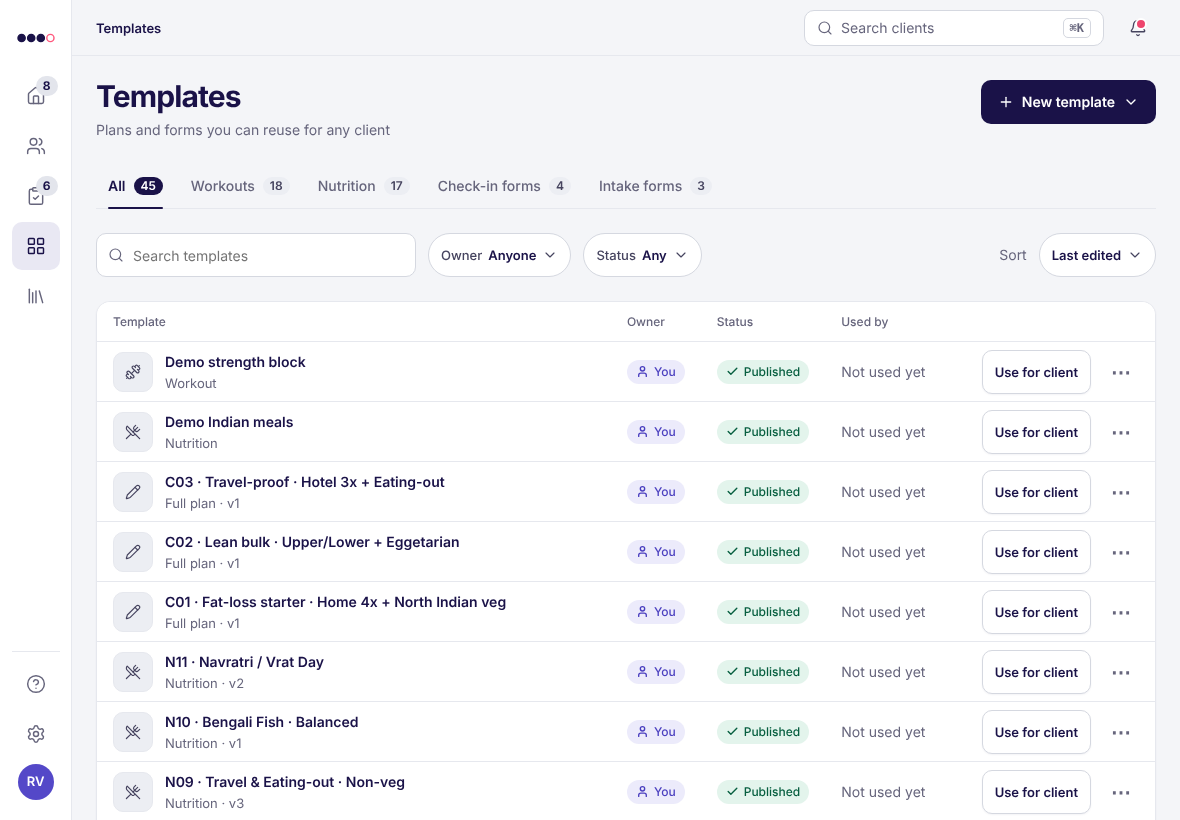 Templates
Search clients
⌘K
8
6
RV
Templates
Plans and forms you can reuse for any client
New template
All 45
Workouts 18
Nutrition 17
Check-in forms 4
Intake forms 3
Search templates
Owner Anyone
Status Any
Sort
Last edited
Template Owner Status Used by
Demo strength block
Workout
You Published Not used yet Use for client
Demo Indian meals
Nutrition
You Published Not used yet Use for client
C03 · Travel-proof · Hotel 3x + Eating-out
Full plan · v1
You Published Not used yet Use for client
C02 · Lean bulk · Upper/Lower + Eggetarian
Full plan · v1
You Published Not used yet Use for client
C01 · Fat-loss starter · Home 4x + North Indian veg
Full plan · v1
You Published Not used yet Use for client
N11 · Navratri / Vrat Day
Nutrition · v2
You Published Not used yet Use for client
N10 · Bengali Fish · Balanced
Nutrition · v1
You Published Not used yet Use for client
N09 · Travel & Eating-out · Non-veg
Nutrition · v3
You Published Not used yet Use for client